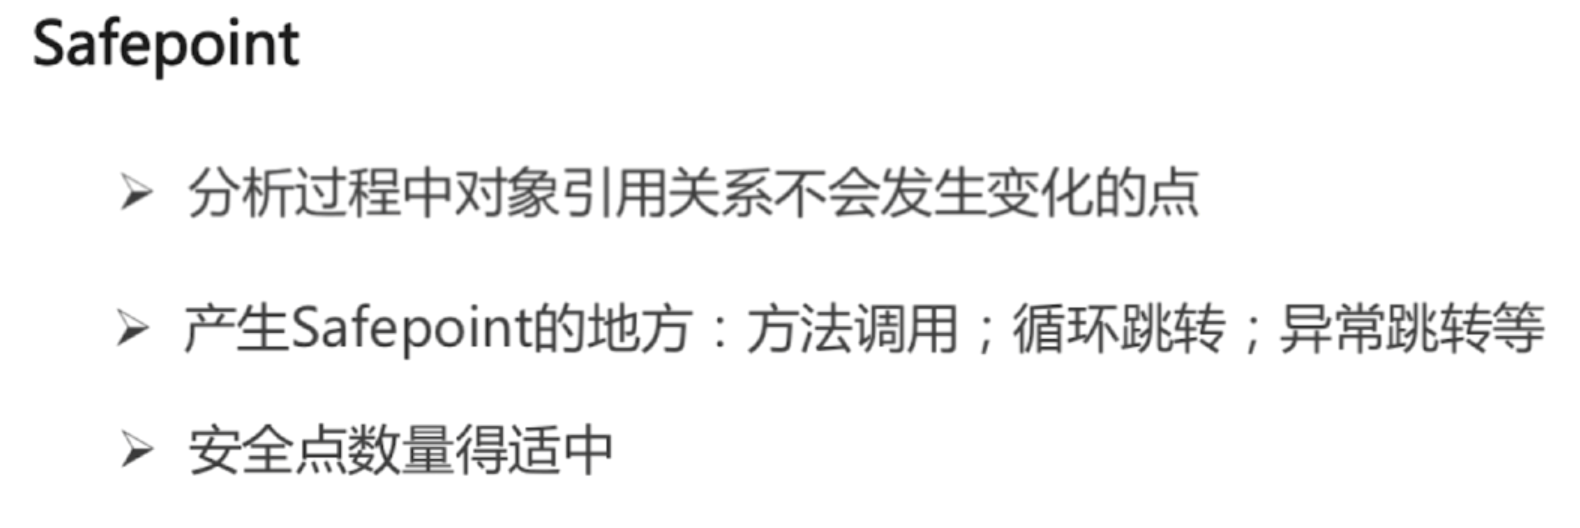 Safepoint
分析过程中对象引用关系不会发生变化的点
产生Safepoint的地方：方法调用；循环跳转；异常跳转等
安全点数量得适中